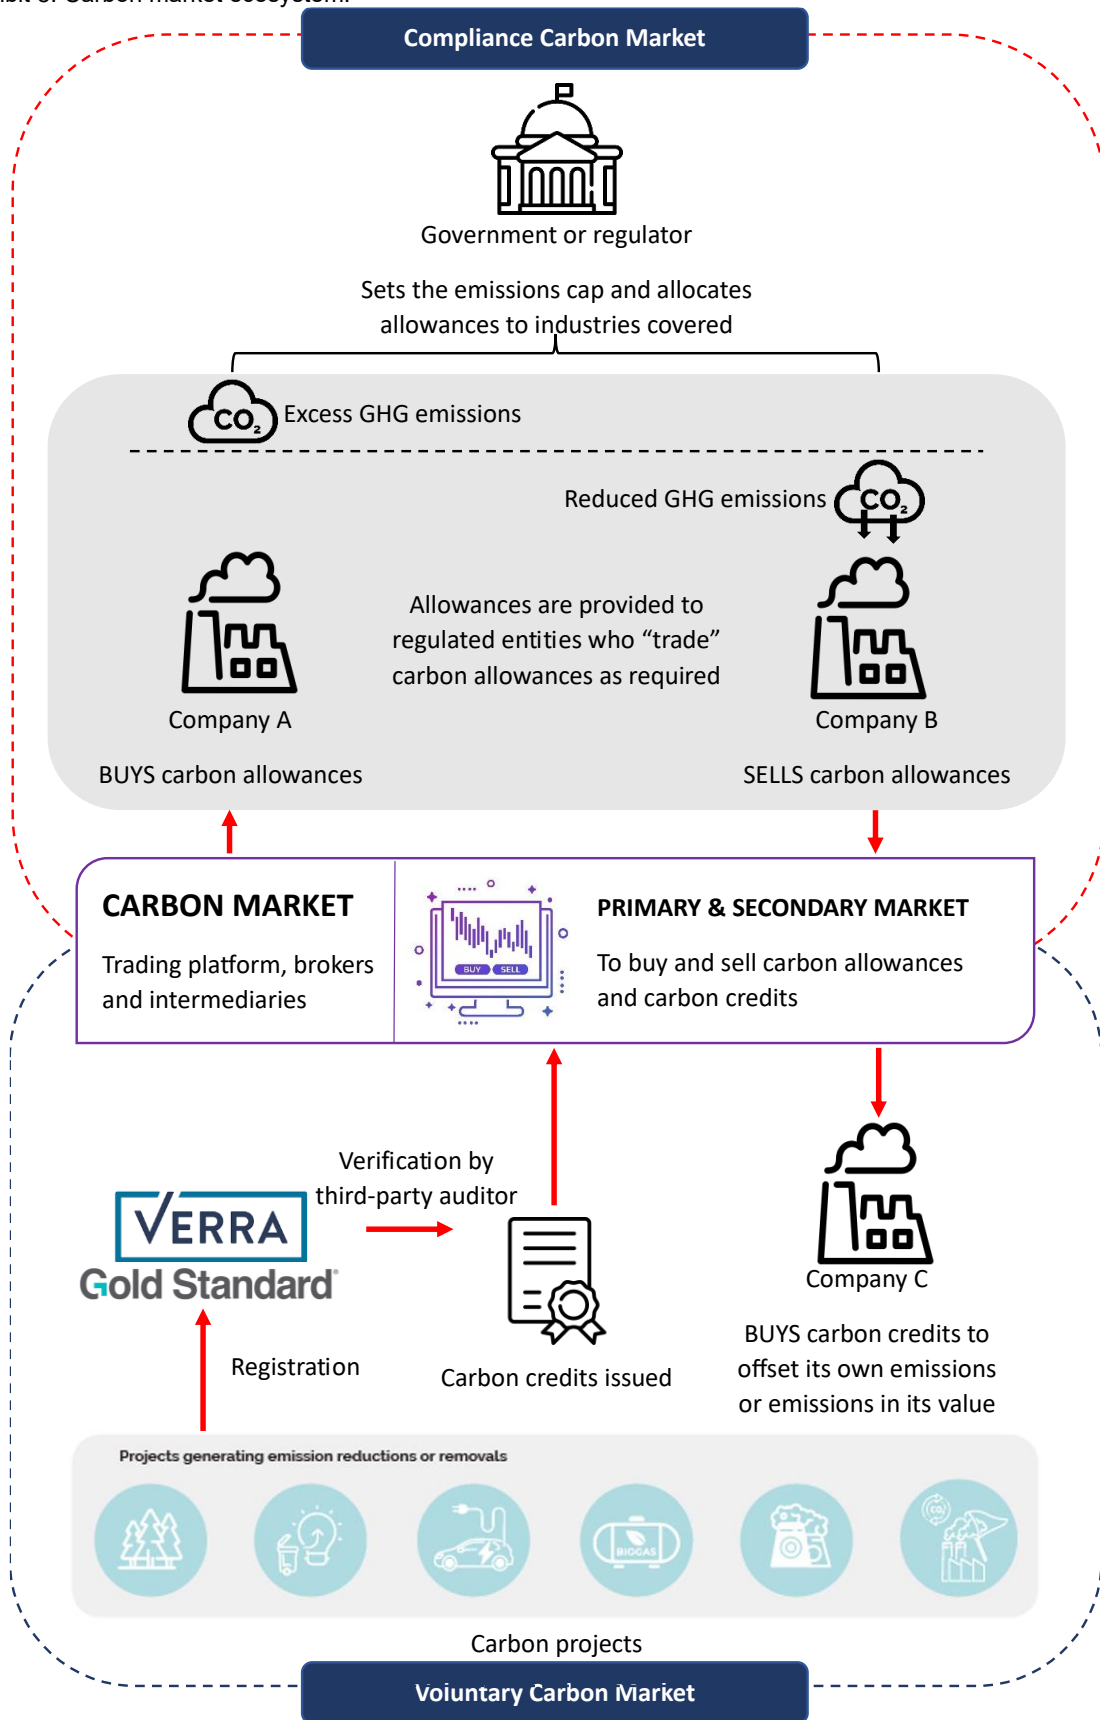 of Carbon market ecosystem.
Compliance Carbon Market
Government or regulator
Sets the emissions cap and allocates
allowances to industries covered
CO₂
Excess GHG emissions
Reduced GHG emissions
CO₂
Allowances are provided to
regulated entities who “trade”
carbon allowances as required
Company A
Company B
BUYS carbon allowances
SELLS carbon allowances
CARBON MARKET
Trading platform, brokers
and intermediaries
BUY
SELL
PRIMARY & SECONDARY MARKET
To buy and sell carbon allowances
and carbon credits
Verification by
third-party auditor
VERRA
Gold Standard®
Registration
Carbon credits issued
Company C
BUYS carbon credits to
offset its own emissions
or emissions in its value
Projects generating emission reductions or removals
BIOGAS
CO₂
Carbon projects
Voluntary Carbon Market